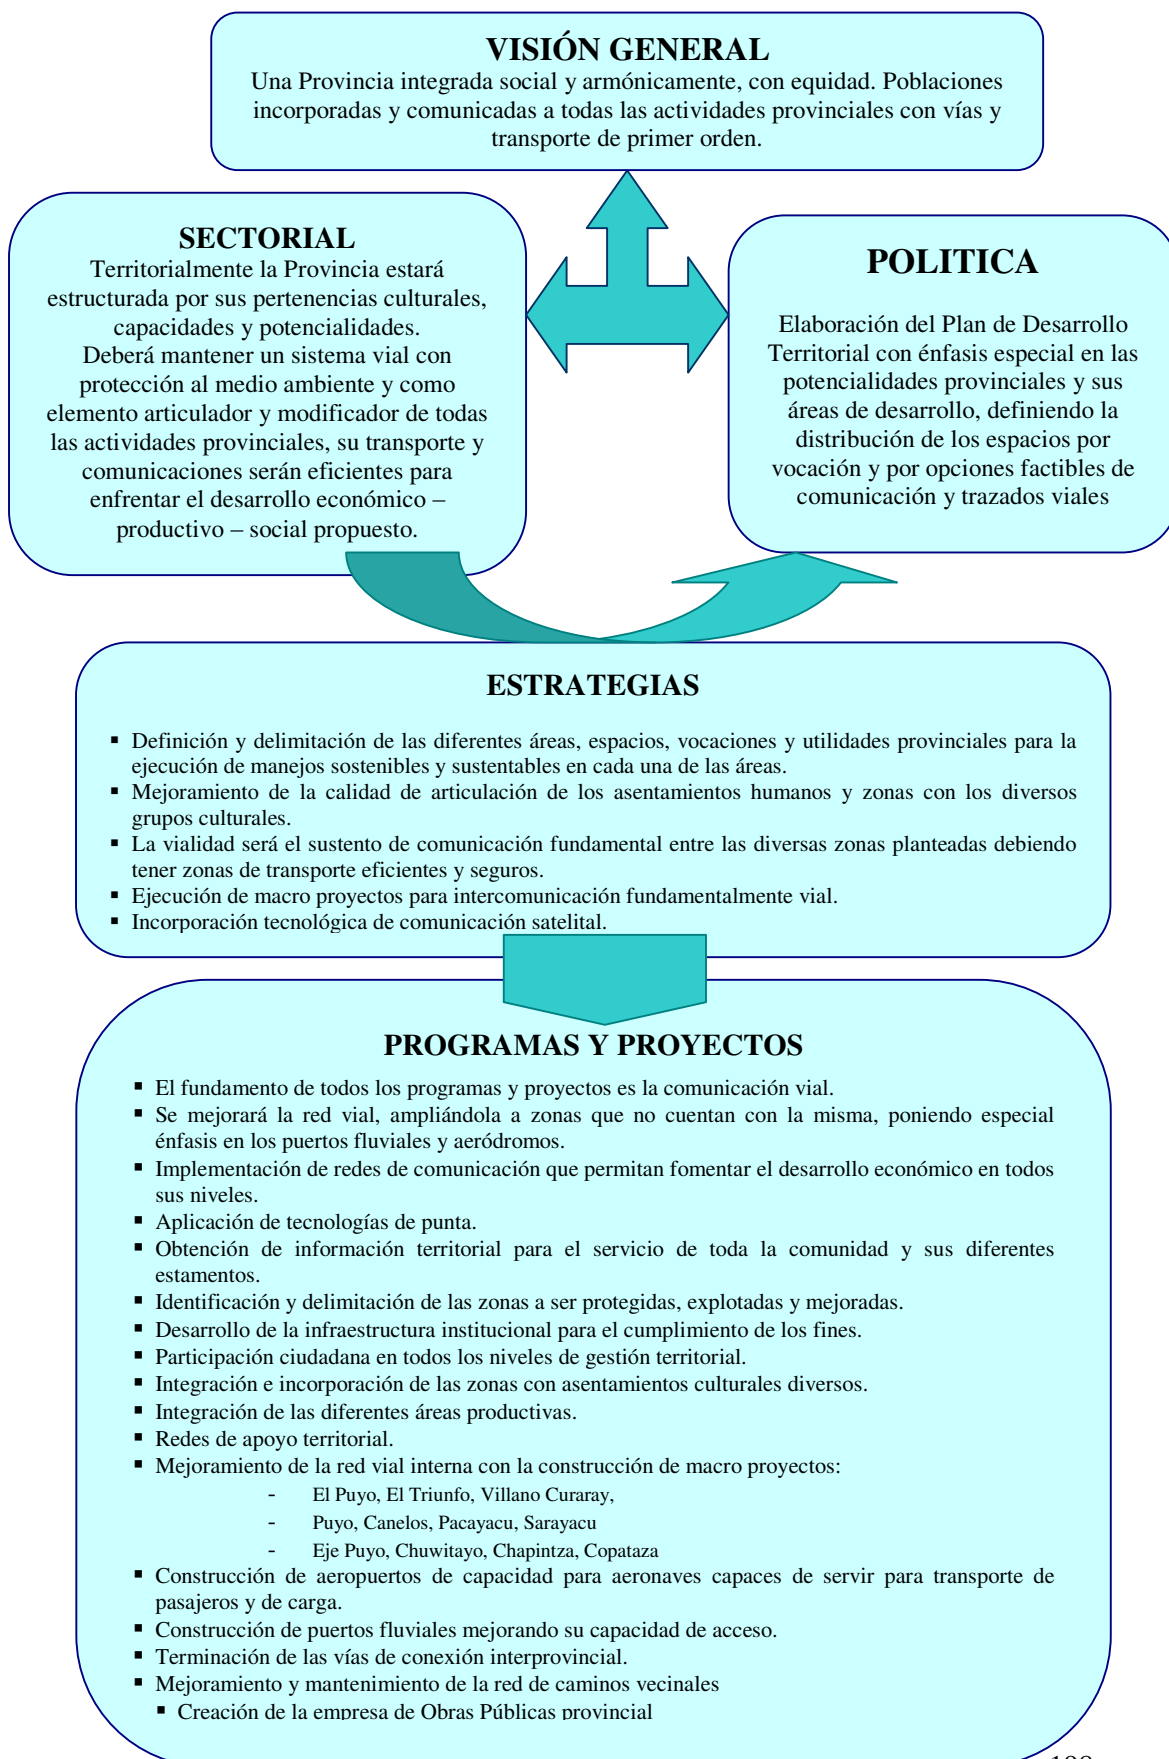 VISIÓN GENERAL
Una Provincia integrada social y armónicamente, con equidad. Poblaciones
incorporadas y comunicadas a todas las actividades provinciales con vías y
transporte de primer orden.
SECTORIAL
Territorialmente la Provincia estará
estructurada por sus pertenencias culturales,
capacidades y potencialidades.
Deberá mantener un sistema vial con
protección al medio ambiente y como
elemento articulador y modificador de todas
las actividades provinciales, su transporte y
comunicaciones serán eficientes para
enfrentar el desarrollo económico –
productivo – social propuesto.
POLITICA
Elaboración del Plan de Desarrollo
Territorial con énfasis especial en las
potencialidades provinciales y sus
áreas de desarrollo, definiendo la
distribución de los espacios por
vocación y por opciones factibles de
comunicación y trazados viales
ESTRATEGIAS
▪ Definición y delimitación de las diferentes áreas, espacios, vocaciones y utilidades provinciales para la
ejecución de manejos sostenibles y sustentables en cada una de las áreas.
▪ Mejoramiento de la calidad de articulación de los asentamientos humanos y zonas con los diversos
grupos culturales.
▪ La vialidad será el sustento de comunicación fundamental entre las diversas zonas planteadas debiendo
tener zonas de transporte eficientes y seguros.
▪ Ejecución de macro proyectos para intercomunicación fundamentalmente vial.
▪ Incorporación tecnológica de comunicación satelital.
PROGRAMAS Y PROYECTOS
▪ El fundamento de todos los programas y proyectos es la comunicación vial.
▪ Se mejorará la red vial, ampliándola a zonas que no cuentan con la misma, poniendo especial
énfasis en los puertos fluviales y aeródromos.
▪ Implementación de redes de comunicación que permitan fomentar el desarrollo económico en todos
sus niveles.
▪ Aplicación de tecnologías de punta.
▪ Obtención de información territorial para el servicio de toda la comunidad y sus diferentes
estamentos.
▪ Identificación y delimitación de las zonas a ser protegidas, explotadas y mejoradas.
▪ Desarrollo de la infraestructura institucional para el cumplimiento de los fines.
▪ Participación ciudadana en todos los niveles de gestión territorial.
▪ Integración e incorporación de las zonas con asentamientos culturales diversos.
▪ Integración de las diferentes áreas productivas.
▪ Redes de apoyo territorial.
▪ Mejoramiento de la red vial interna con la construcción de macro proyectos:
- El Puyo, El Triunfo, Villano Curaray,
- Puyo, Canelos, Pacayacu, Sarayacu
- Eje Puyo, Chuwitayo, Chapintza, Copataza
▪ Construcción de aeropuertos de capacidad para aeronaves capaces de servir para transporte de
pasajeros y de carga.
▪ Construcción de puertos fluviales mejorando su capacidad de acceso.
▪ Terminación de las vías de conexión interprovincial.
▪ Mejoramiento y mantenimiento de la red de caminos vecinales
▪ Creación de la empresa de Obras Públicas provincial